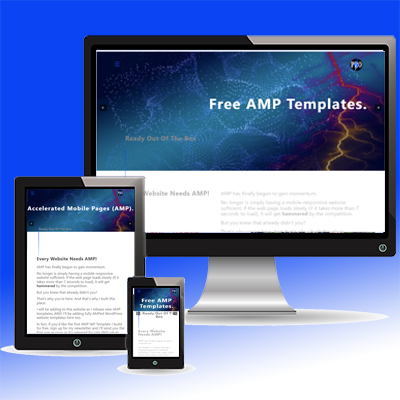 PRO
Free AMP Templates.
Ready Out Of The Box
Website Needs AMP!
AMP has finally begun to gain momentum.
No longer is simply having a mobile responsive website
sufficient. If the web page loads slowly (if it takes more than 7
seconds to load), it will get hammered by the competition.
But you knew that already didn't you?
Accelerated Mobile Pages (AMP).
Ready Out Of The Box
Every Website Needs AMP!
AMP has finally begun to gain momentum.
No longer is simply having a mobile responsive
website sufficient. If the web page loads slowly (if it
takes more than 7 seconds to load), it will get
hammered by the competition.
But you knew that already didn't you?
That's why you're here. And that's why I built this
place.
I will be adding to this website as I release new AMP
templates. AND I'll be adding fully AMPed WordPress
website templates here too.
In fact, if you'd like that first AMP WP Template I build
for free, sign up for my newsletter and I'll send you the
Free AMP
Templates.
Ready Out Of The
Every Website
Needs AMP!